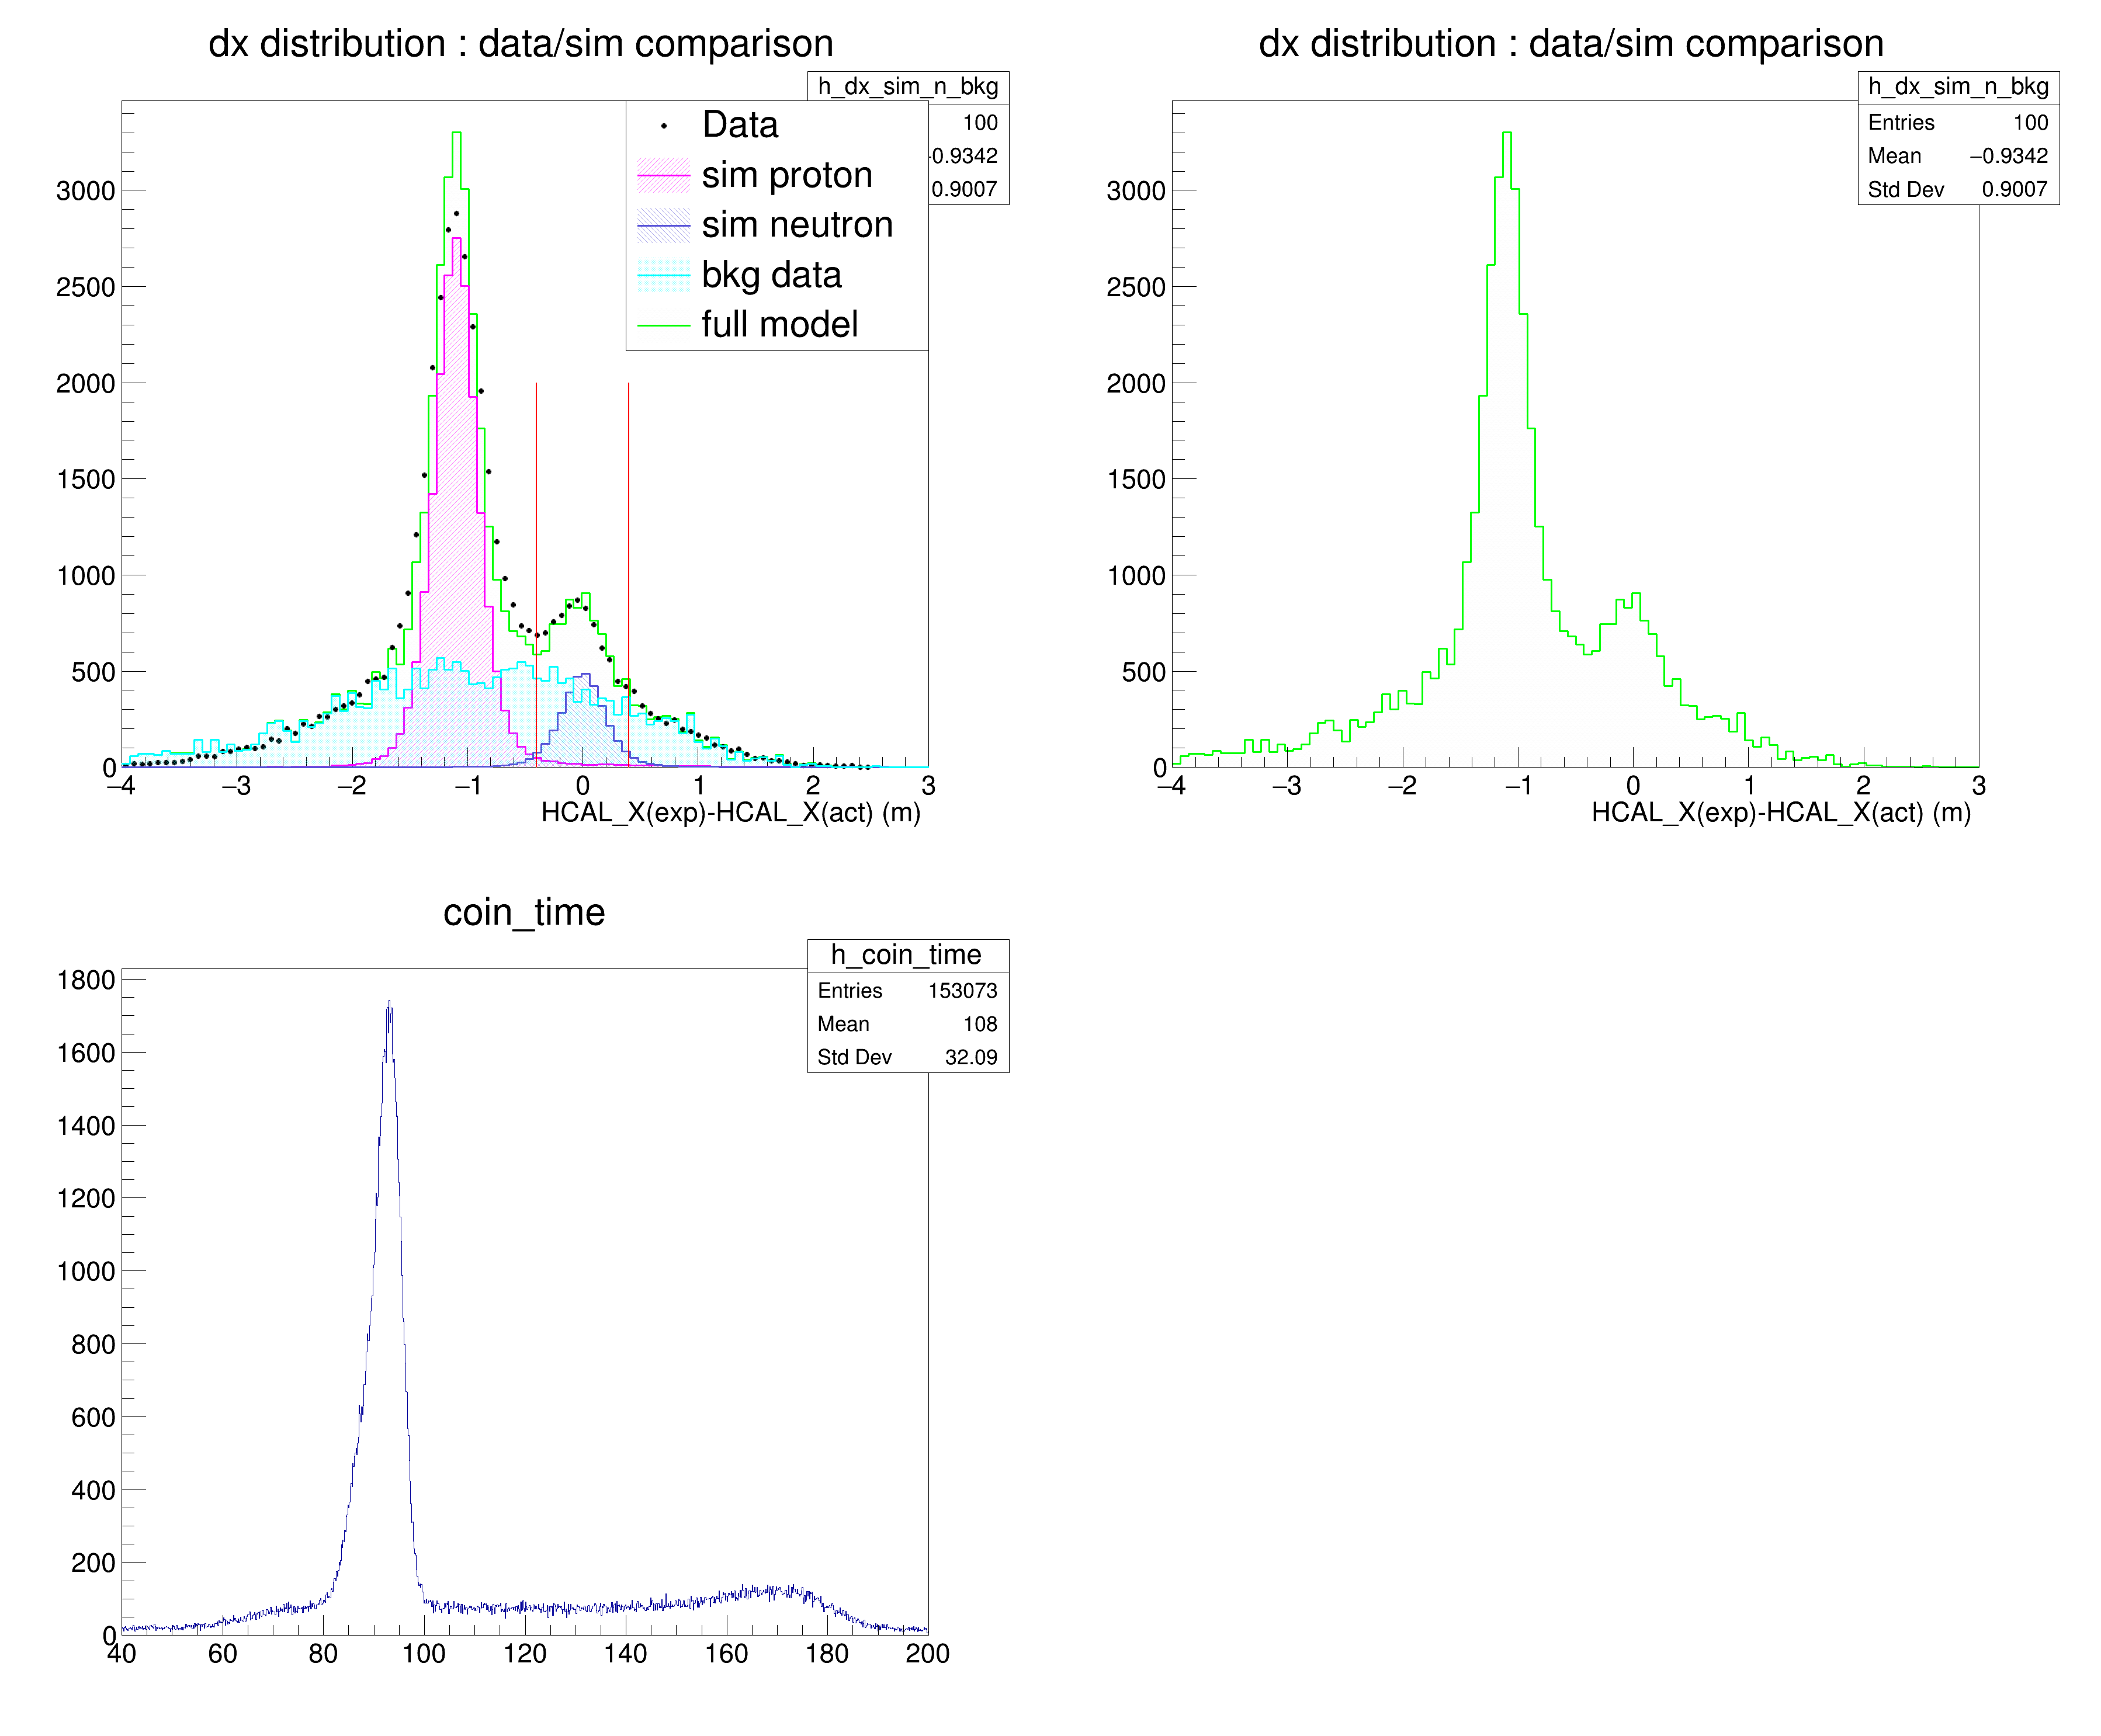 dx distribution : data/sim comparison
h_dx_sim_n_bkg
100
-0.9342
0.9007
Data
sim proton
sim neutron
bkg data
full model
3000
2500
2000
1500
1000
500
0
−4 −3 −2 −1 0 1 2 3
HCAL_X(exp)-HCAL_X(act) (m)
dx distribution : data/sim comparison
h_dx_sim_n_bkg
Entries 100
Mean −0.9342
Std Dev 0.9007
3000
2500
2000
1500
1000
500
0
−4 −3 −2 −1 0 1 2 3
HCAL_X(exp)-HCAL_X(act) (m)
coin_time
h_coin_time
Entries 153073
Mean 108
Std Dev 32.09
1800
1600
1400
1200
1000
800
600
400
200
0
40 60 80 100 120 140 160 180 200